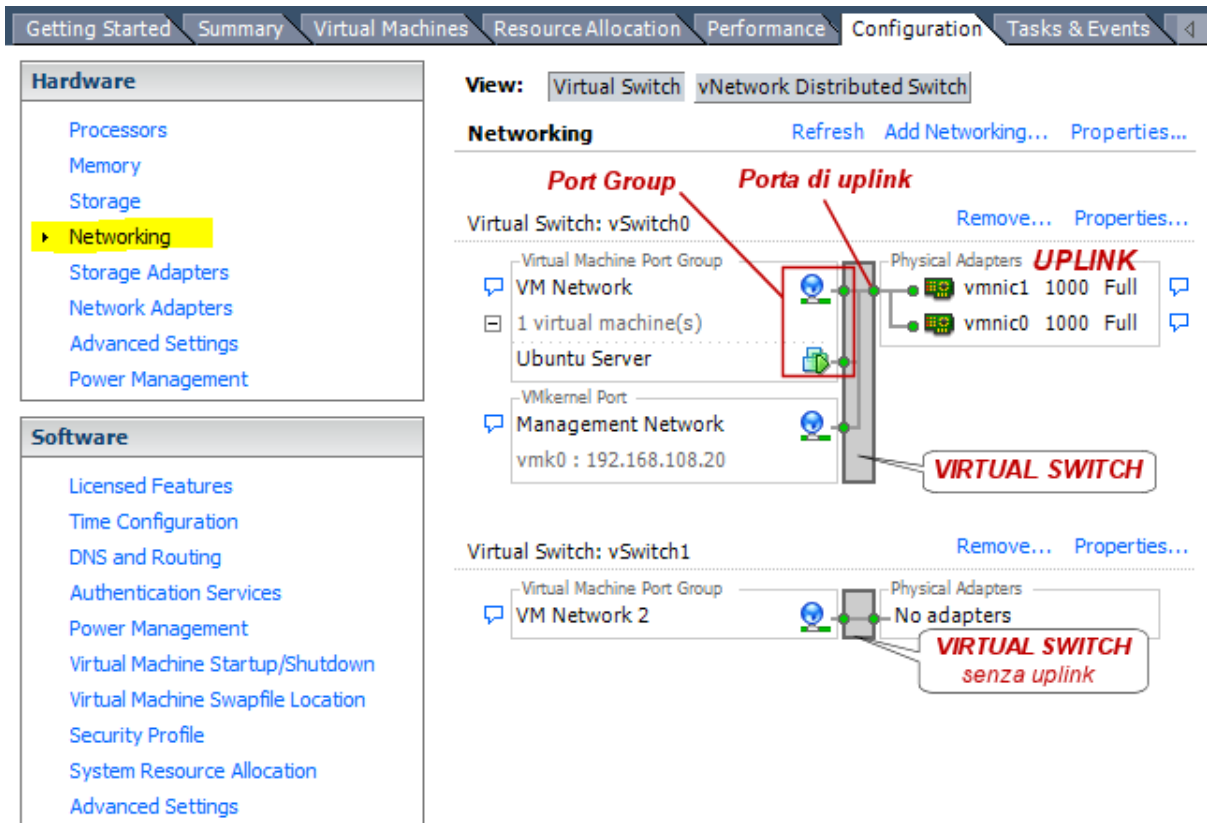 Getting Started Summary Virtual Machines Resource Allocation Performance Configuration Tasks & Events
Hardware
Processors
Memory
Storage
Networking
Storage Adapters
Network Adapters
Advanced Settings
Power Management
Software
Licensed Features
Time Configuration
DNS and Routing
Authentication Services
Power Management
Virtual Machine Startup/Shutdown
Virtual Machine Swapfile Location
Security Profile
System Resource Allocation
Advanced Settings
View: Virtual Switch vNetwork Distributed Switch
Networking Refresh Add Networking... Properties...
Port Group Porta di uplink
Virtual Switch: vSwitch0 Remove... Properties...
Virtual Machine Port Group Physical Adapters UPLINK
VM Network vmnic1 1000 Full
1 virtual machine(s) vmnic0 1000 Full
Ubuntu Server
VMkernel Port
Management Network
vmk0 : 192.168.108.20
VIRTUAL SWITCH
Virtual Switch: vSwitch1 Remove... Properties...
Virtual Machine Port Group Physical Adapters
VM Network 2 No adapters
VIRTUAL SWITCH
senza uplink